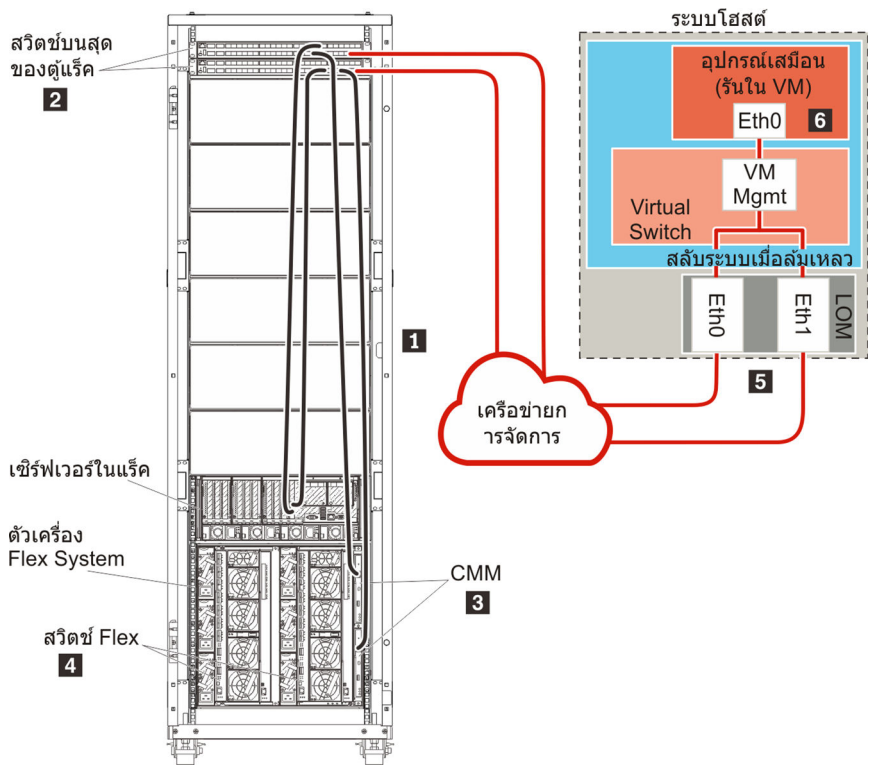 ระบบโฮสต์
สวิตช์บนสุด
ของตู้แร็ค
2
อุปกรณ์เสมือน
(รันใน VM)
Eth0
6
VM
Mgmt
Virtual
Switch
สลับระบบเมื่อล้มเหลว
Eth0
Eth1
LOM
1
5
เครือข่ายก
ารจัดการ
เซิร์ฟเวอร์ในแร็ค
ตัวเครื่อง
Flex System
CMM
3
สวิตช์ Flex
4